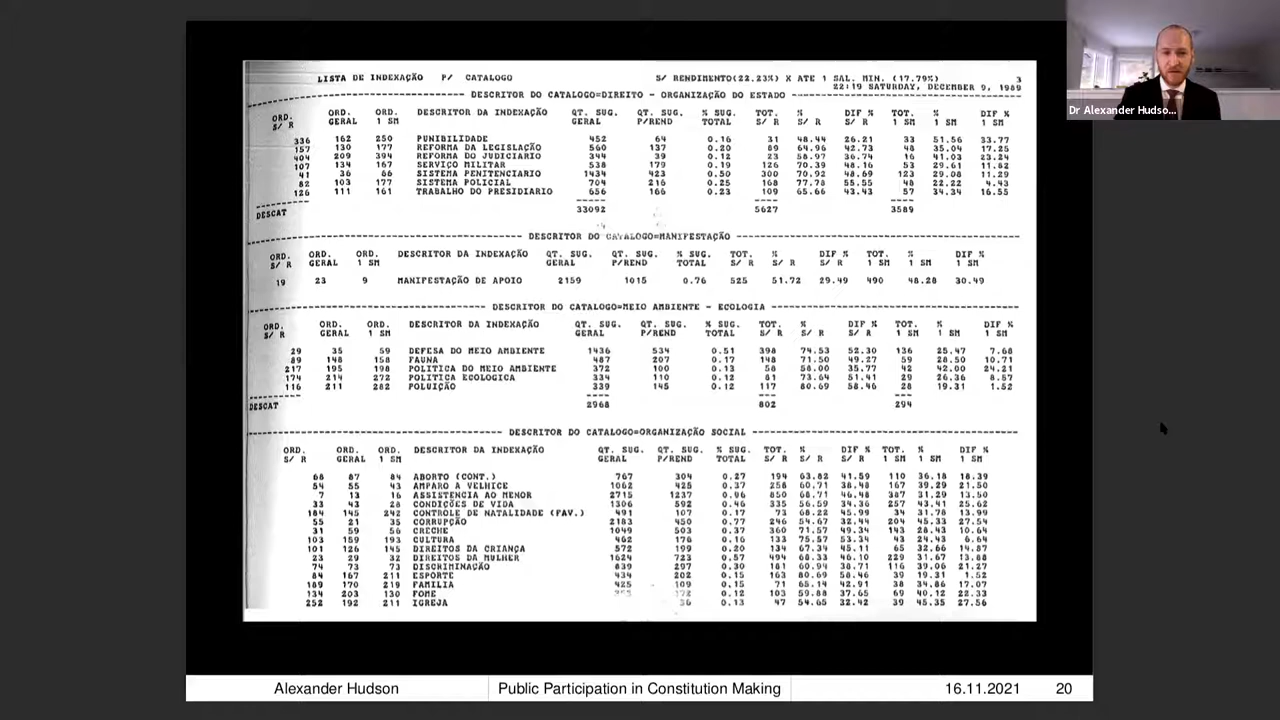 LISTA DE INDEXAÇÃO P/ CATALOGO S/ RENDIMENTO(22.23%) X ATE 1 SAL. MIN. (17.79%) 3
22:19 SATURDAY, DECEMBER 9, 1989
DESCRITOR DO CATALOGO=DIREITO - ORGANIZAÇÃO DO ESTADO
ORD. ORD. ORD. DESCRITOR DA INDEXAÇÃO QT. SUG. QT. SUG. % SUG. TOT. % DIF % TOT. % DIF %
S/ R GERAL 1 SM GERAL P/REND TOTAL S/ R S/ R S/ R 1 SM 1 SM 1 SM
336 162 250 PUNIBILIDADE 452 64 0.16 31 48.44 26.21 33 51.56 33.77
157 130 177 REFORMA DA LEGISLAÇÃO 560 137 0.20 89 64.96 42.73 48 35.04 17.25
404 209 394 REFORMA DO JUDICIARIO 344 39 0.12 23 58.97 36.74 16 41.03 23.24
107 134 167 SERVIÇO MILITAR 538 179 0.19 126 70.39 48.16 53 29.61 11.82
41 36 66 SISTEMA PENITENCIARIO 1434 423 0.50 300 70.92 48.69 123 29.08 11.29
82 103 177 SISTEMA POLICIAL 704 216 0.25 168 77.78 55.55 48 22.22 4.43
126 111 161 TRABALHO DO PRESIDIARIO 656 166 0.23 109 65.66 43.43 57 34.34 16.55
DESCAT 33092 5627 3589
DESCRITOR DO CATALOGO=MANIFESTAÇÃO
ORD. ORD. ORD. DESCRITOR DA INDEXAÇÃO QT. SUG. QT. SUG. % SUG. TOT. % DIF % TOT. % DIF %
S/ R GERAL 1 SM GERAL P/REND TOTAL S/ R S/ R S/ R 1 SM 1 SM 1 SM
19 23 9 MANIFESTAÇÃO DE APOIO 2159 1015 0.76 525 51.72 29.49 490 48.28 30.49
DESCRITOR DO CATALOGO=MEIO AMBIENTE - ECOLOGIA
ORD. ORD. ORD. DESCRITOR DA INDEXAÇÃO QT. SUG. QT. SUG. % SUG. TOT. % DIF % TOT. % DIF %
S/ R GERAL 1 SM GERAL P/REND TOTAL S/ R S/ R S/ R 1 SM 1 SM 1 SM
29 35 59 DEFESA DO MEIO AMBIENTE 1436 534 0.51 398 74.53 52.30 136 25.47 7.68
89 148 158 FAUNA 487 207 0.17 148 71.50 49.27 59 28.50 10.71
217 195 198 POLITICA DO MEIO AMBIENTE 372 100 0.13 58 58.00 35.77 42 42.00 24.21
174 214 272 POLITICA ECOLOGICA 334 110 0.12 81 73.64 51.41 29 26.36 8.57
116 211 282 POLUIÇÃO 339 145 0.12 117 80.69 58.46 28 19.31 1.52
DESCAT 2968 802 294
DESCRITOR DO CATALOGO=ORGANIZAÇÃO SOCIAL
ORD. ORD. ORD. DESCRITOR DA INDEXAÇÃO QT. SUG. QT. SUG. % SUG. TOT. % DIF % TOT. % DIF %
S/ R GERAL 1 SM GERAL P/REND TOTAL S/ R S/ R S/ R 1 SM 1 SM 1 SM
68 87 84 ABORTO (CONT.) 767 304 0.27 194 63.82 41.59 110 36.18 18.39
54 55 43 AMPARO A VELHICE 1062 425 0.37 258 60.71 38.48 167 39.29 21.50
7 13 16 ASSISTENCIA AO MENOR 2715 1237 0.96 850 68.71 46.48 387 31.29 13.50
33 43 28 CONDIÇÕES DE VIDA 1306 592 0.46 335 56.59 34.36 257 43.41 25.62
184 145 242 CONTROLE DE NATALIDADE (FAV.) 491 107 0.17 73 68.22 45.99 34 31.78 13.99
55 21 35 CORRUPÇÃO 2183 450 0.77 246 54.67 32.44 204 45.33 27.54
31 59 56 CRECHE 1049 503 0.37 360 71.57 49.34 143 28.43 10.64
103 159 193 CULTURA 462 176 0.16 133 75.57 53.34 43 24.43 6.64
101 126 145 DIREITOS DA CRIANÇA 572 199 0.20 134 67.34 45.11 65 32.66 14.87
23 29 32 DIREITOS DA MULHER 1624 723 0.57 494 68.33 46.10 229 31.67 13.88
74 73 73 DISCRIMINAÇÃO 839 297 0.30 181 60.94 38.71 116 39.06 21.27
84 167 211 ESPORTE 434 202 0.15 163 80.69 58.46 39 19.31 1.52
189 170 219 FAMILIA 425 109 0.15 71 65.14 42.91 38 34.86 17.07
134 203 130 FOME 172 0.12 103 59.88 37.65 69 40.12 22.33
252 192 211 IGREJA 0.13 47 54.65 32.42 39 45.35 27.56
Alexander Hudson Public Participation in Constitution Making 16.11.2021 20
Dr Alexander Hudso...